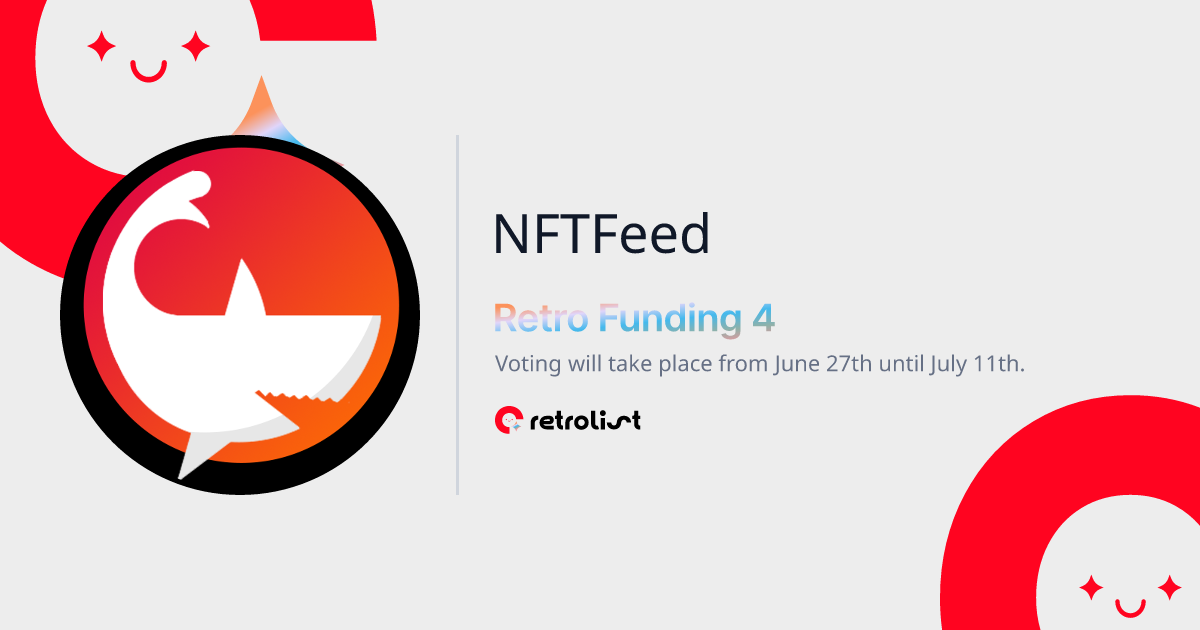 NFTFeed
Retro Funding 4
Voting will take place from June 27th until July 11th.
retrolist